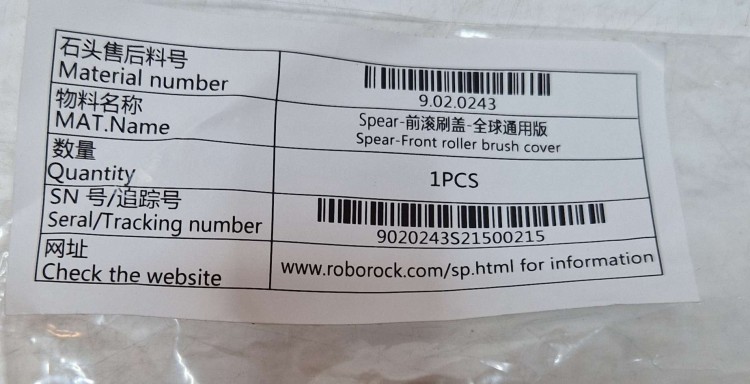 石头售后料号
Material number
9.02.0243
物料名称
MAT.Name
Spear-前滚刷盖-全球通用版
Spear-Front roller brush cover
数量
Quantity
1PCS
SN 号/追踪号
Seral/Tracking number
9020243S21500215
网址
Check the website
www.roborock.com/sp.html for information